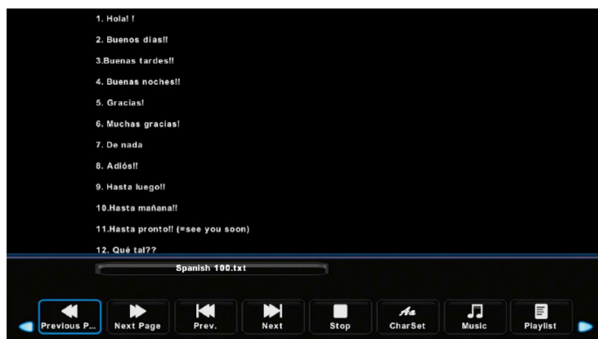 1. Hola! !
2. Buenos días!!
3.Buenas tardes!!
4. Buenas noches!!
5. Gracias!
6. Muchas gracias!
7. De nada
8. Adiós!!
9. Hasta luego!!
10.Hasta mañana!!
11.Hasta pronto!! (=see you soon)
12. Qué tal??
Spanish 100.txt
Previous P... Next Page Prev. Next Stop CharSet Music Playlist